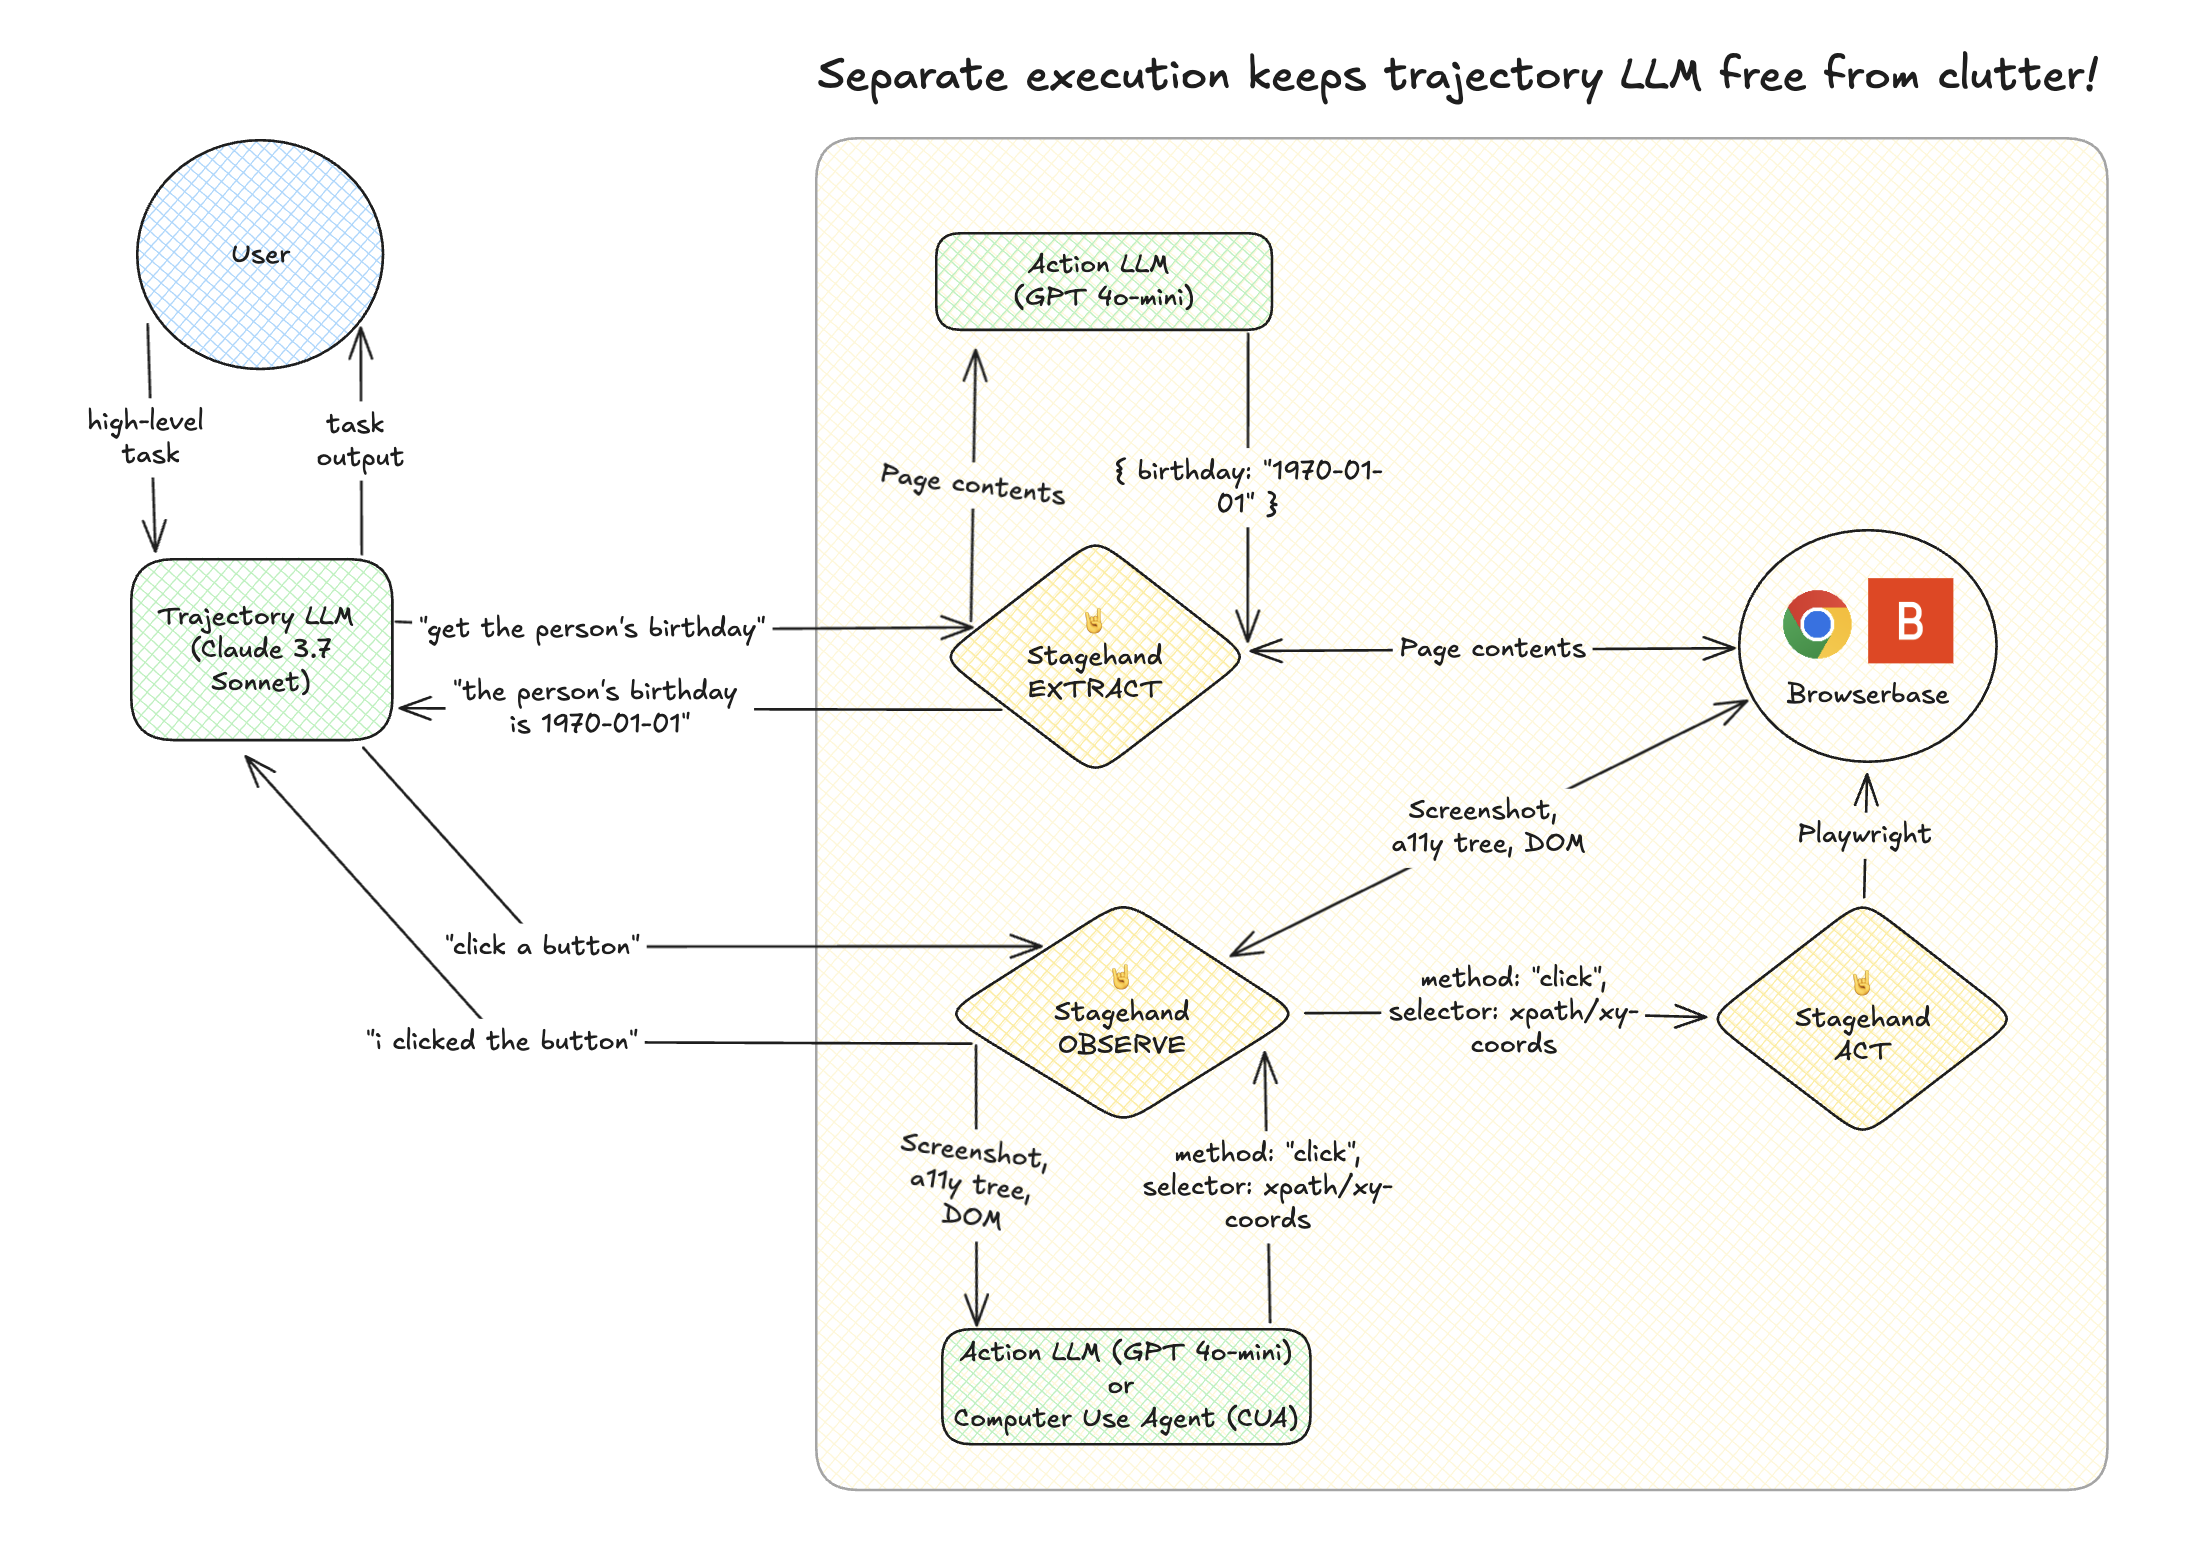 Separate execution keeps trajectory LLM free from clutter!
User
high-level
task
task
output
Trajectory LLM
(Claude 3.7
Sonnet)
Action LLM
(GPT 4o-mini)
Page contents
{ birthday: "1970-01-
01" }
"get the person's birthday"
"the person's birthday
is 1970-01-01"
🤘
Stagehand
EXTRACT
Page contents
B
Browserbase
Screenshot,
a11y tree, DOM
Playwright
"click a button"
"i clicked the button"
🤘
Stagehand
OBSERVE
method: "click",
selector: xpath/xy-
coords
🤘
Stagehand
ACT
Screenshot,
a11y tree,
DOM
method: "click",
selector: xpath/xy-
coords
Action LLM (GPT 4o-mini)
or
Computer Use Agent (CUA)